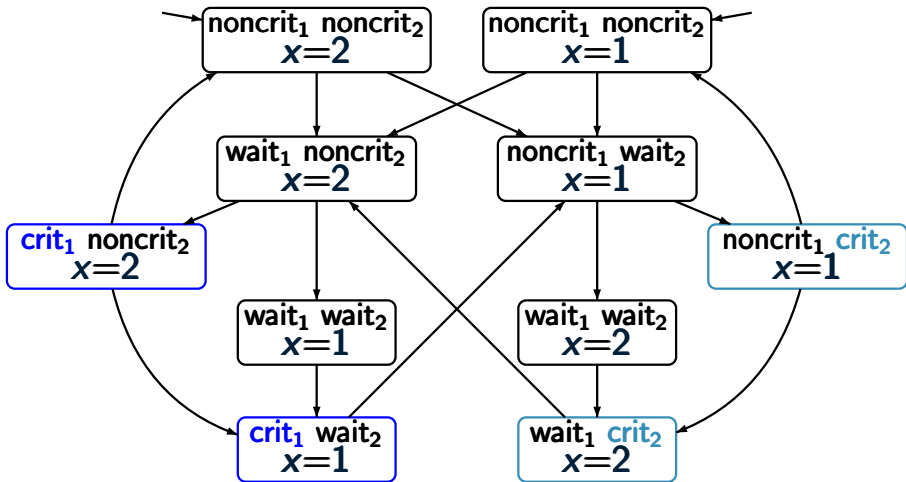 noncrit₁ noncrit₂
x=2
noncrit₁ noncrit₂
x=1
wait₁ noncrit₂
x=2
noncrit₁ wait₂
x=1
crit₁ noncrit₂
x=2
noncrit₁ crit₂
x=1
wait₁ wait₂
x=1
wait₁ wait₂
x=2
crit₁ wait₂
x=1
wait₁ crit₂
x=2